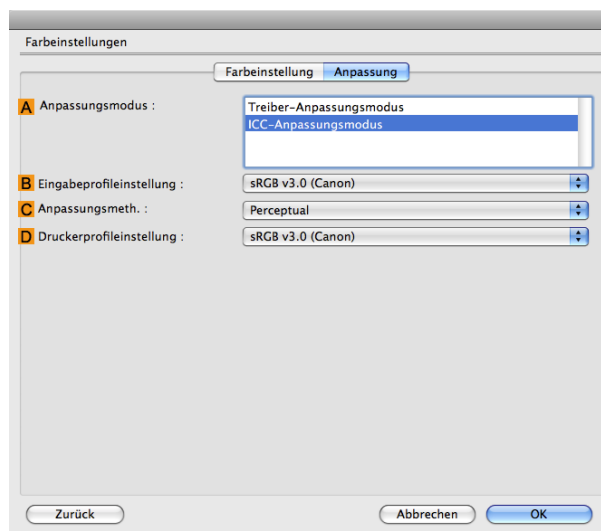 Farbeinstellungen
Farbeinstellung Anpassung
A Anpassungsmodus :
Treiber-Anpassungsmodus
ICC-Anpassungsmodus
B Eingabeprofileinstellung : sRGB v3.0 (Canon)
C Anpassungsmeth. : Perceptual
D Druckerprofileinstellung : sRGB v3.0 (Canon)
Zurück Abbrechen OK